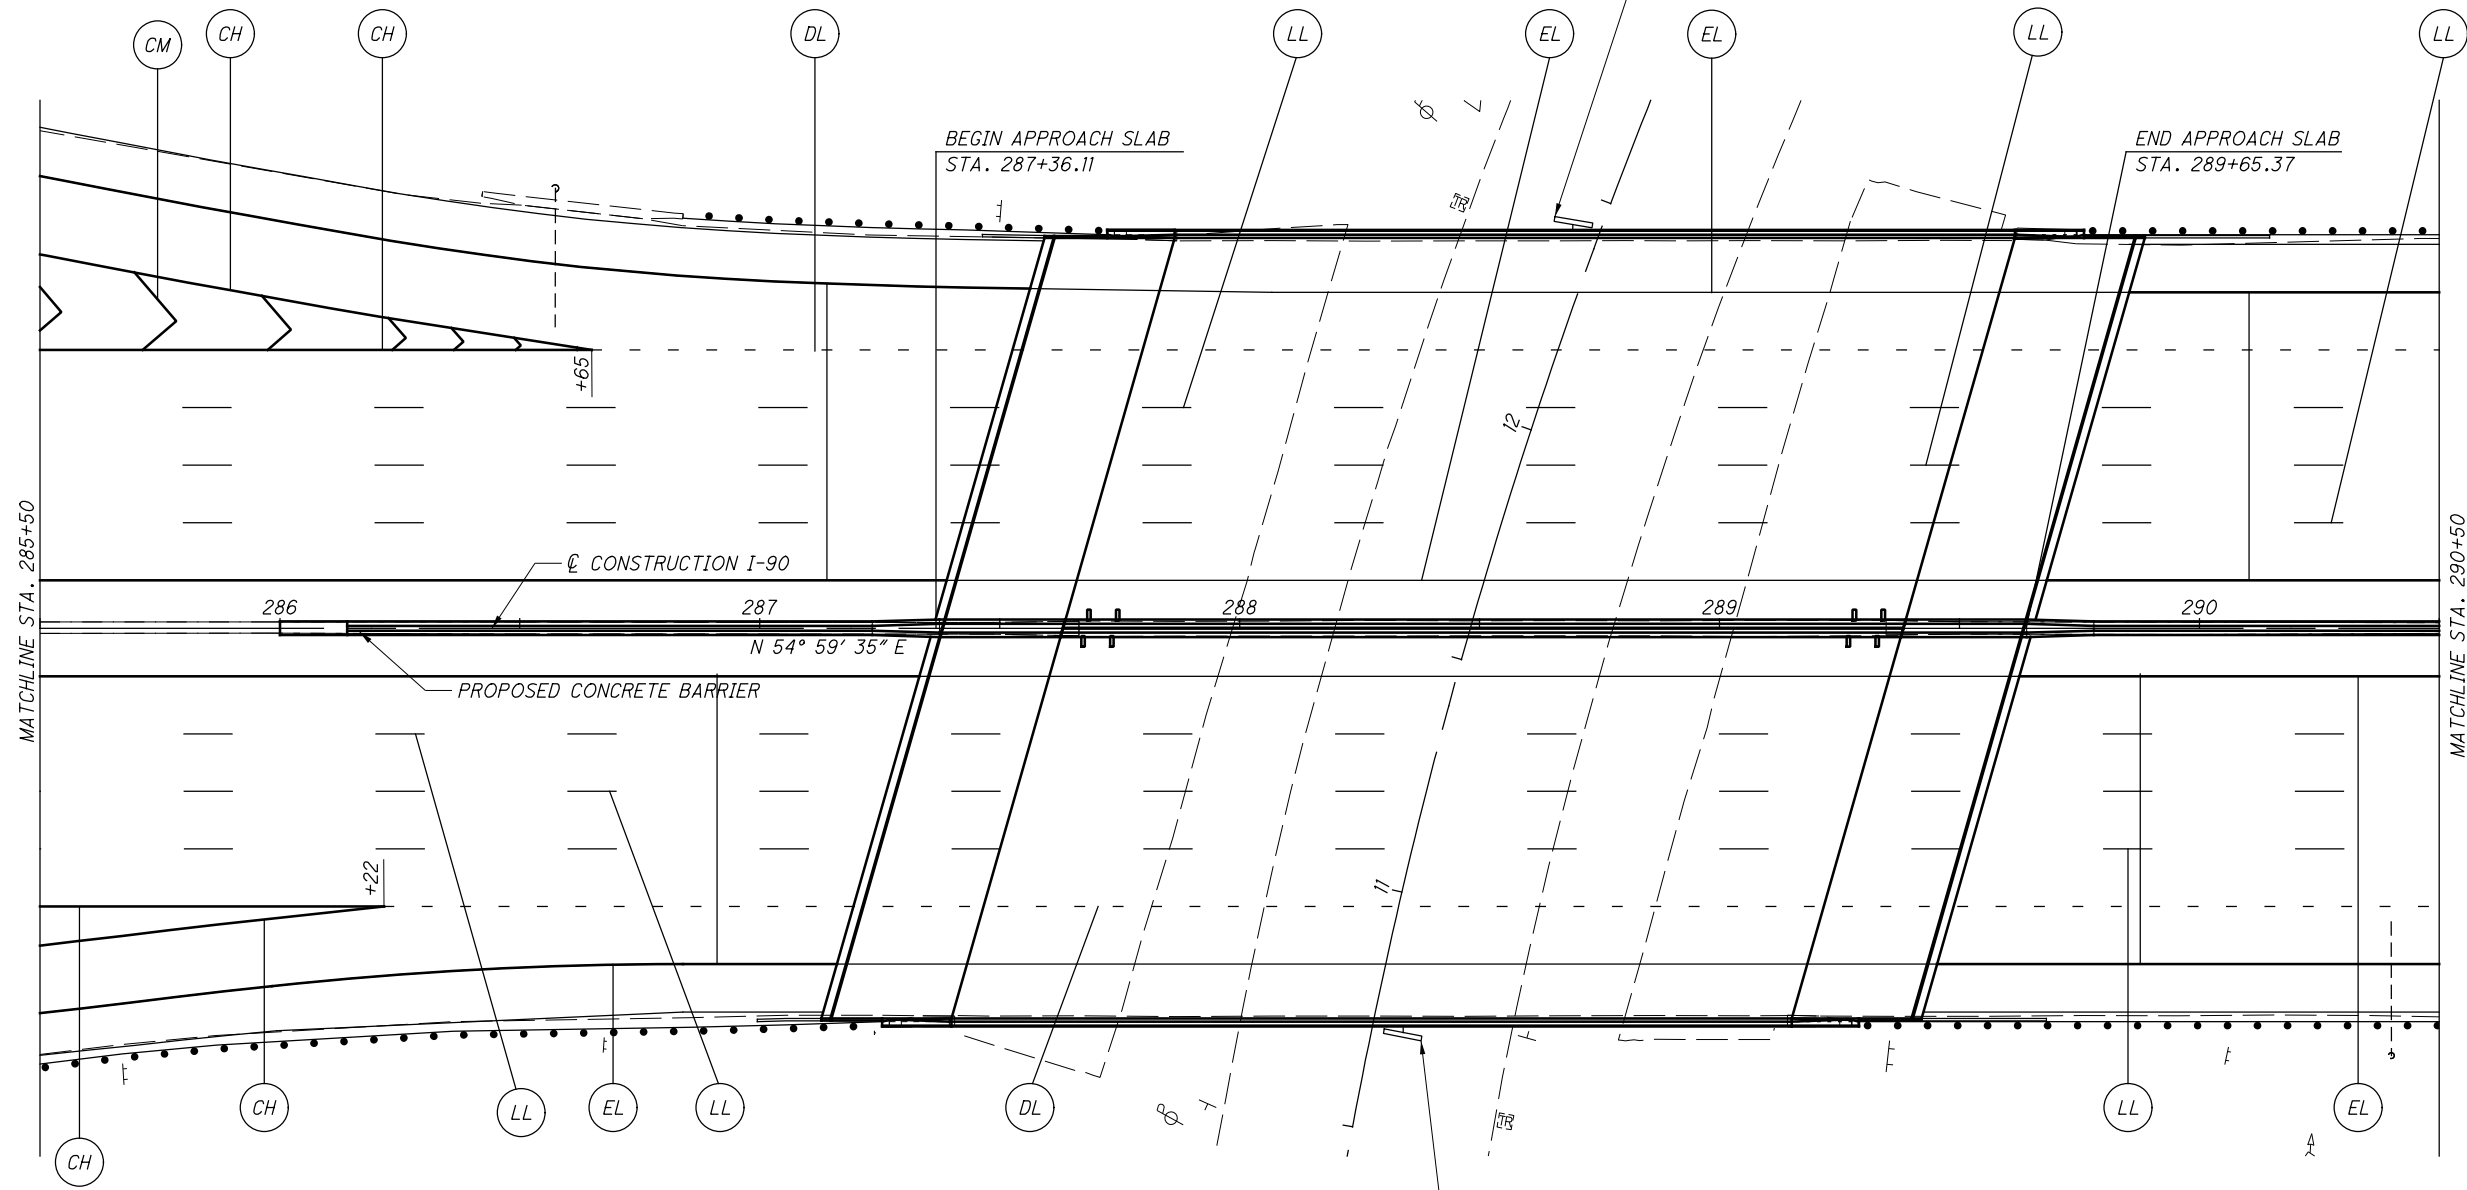 CM
CH
CH
DL
LL
EL
EL
LL
LL
BEGIN APPROACH SLAB
STA. 287+36.11
END APPROACH SLAB
STA. 289+65.37
+65
12
MATCHLINE STA. 285+50
MATCHLINE STA. 290+50
℄ CONSTRUCTION I-90
286
287
288
289
290
N 54° 59' 35" E
PROPOSED CONCRETE BARRIER
+22
11
CH
CH
LL
EL
LL
DL
LL
EL